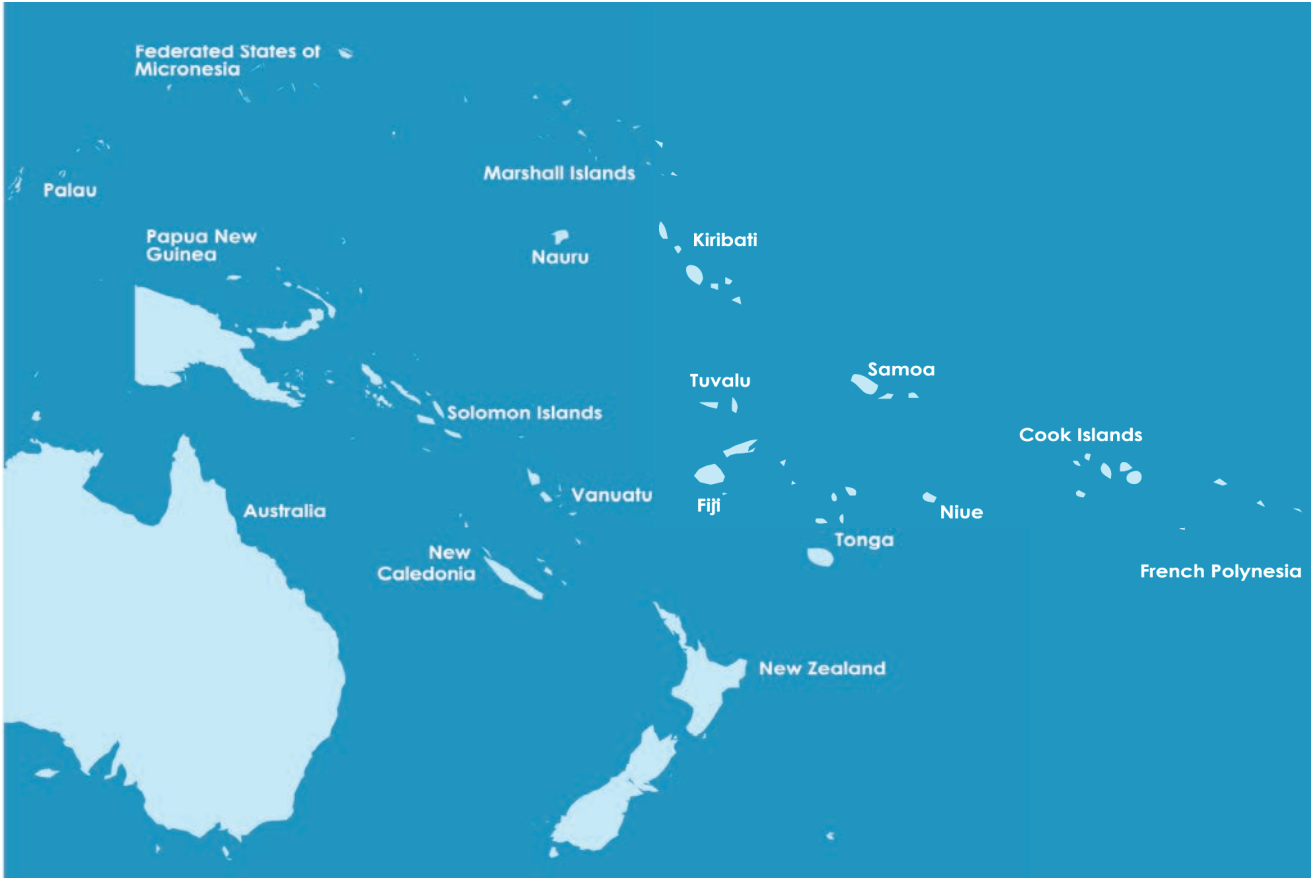 Federated States of
Micronesia
Marshall Islands
Palau
Papua New
Guinea
Nauru
Kiribati
Samoa
Tuvalu
Solomon Islands
Cook Islands
Vanuatu
Fiji
Niue
Australia
Tonga
New
Caledonia
French Polynesia
New Zealand